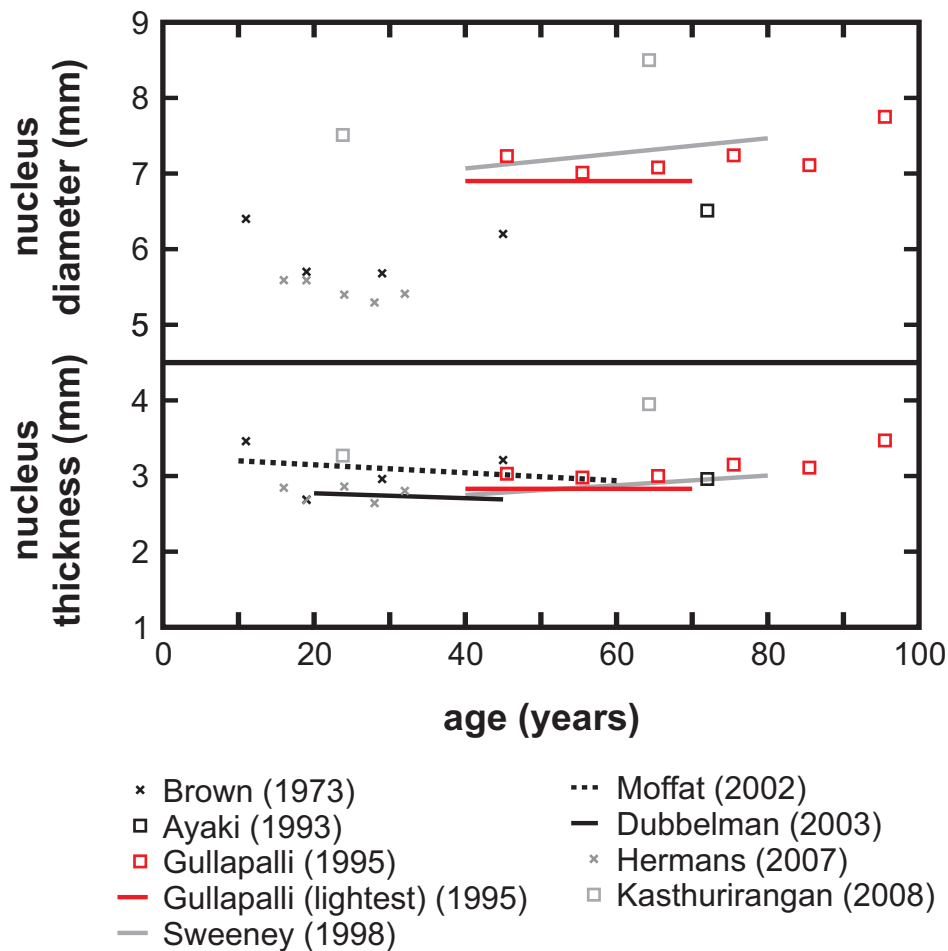 nucleus
diameter (mm)
9
8
7
6
5
nucleus
thickness (mm)
4
3
2
1
0 20 40 60 80 100
age (years)
Brown (1973)
Ayaki (1993)
Gullapalli (1995)
Gullapalli (lightest) (1995)
Sweeney (1998)
Moffat (2002)
Dubbelman (2003)
Hermans (2007)
Kasthurirangan (2008)